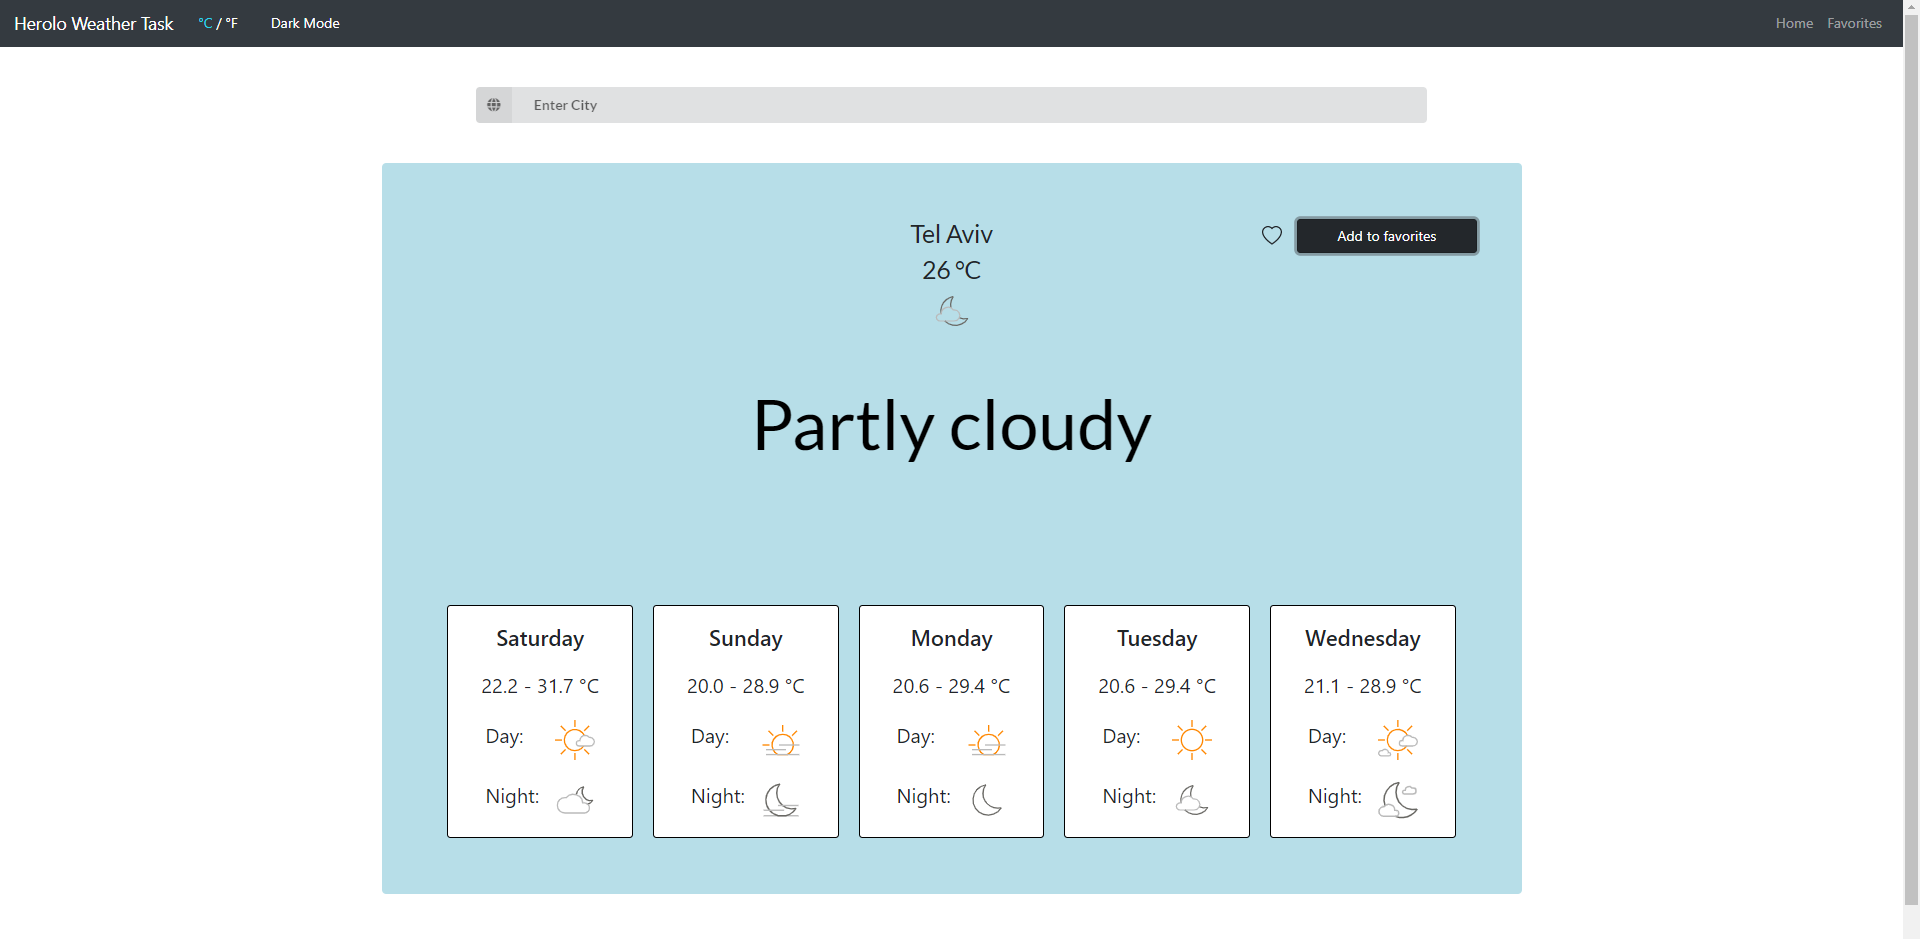 Herolo Weather Task °C / °F Dark Mode Home Favorites
Enter City
Tel Aviv
Add to favorites
26 °C
Partly cloudy
Saturday
22.2 - 31.7 °C
Day:
Night:
Sunday
20.0 - 28.9 °C
Day:
Night:
Monday
20.6 - 29.4 °C
Day:
Night:
Tuesday
20.6 - 29.4 °C
Day:
Night:
Wednesday
21.1 - 28.9 °C
Day:
Night: